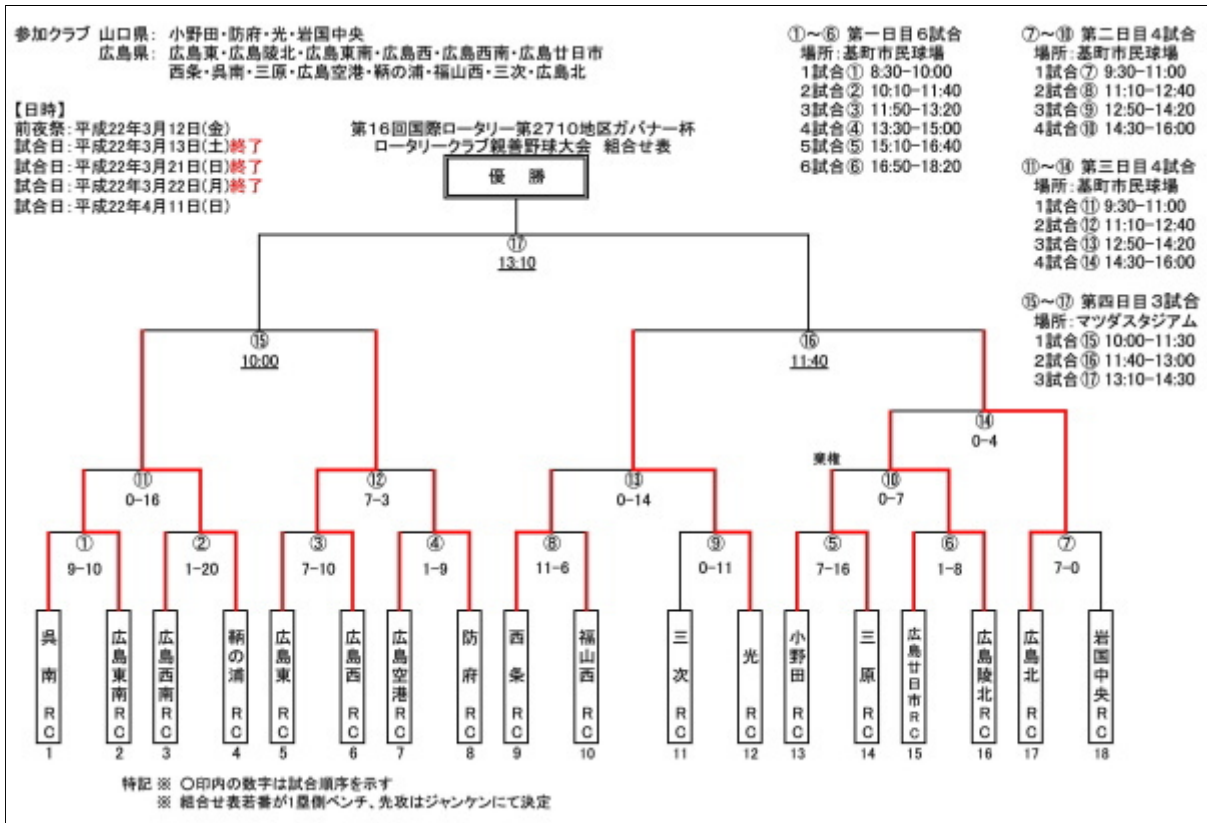 参加クラブ 山口県: 小野田・防府・光・岩国中央
広島県: 広島東・広島陵北・広島東南・広島西・広島西南・広島廿日市
西条・呉南・三原・広島空港・鞆の浦・福山西・三次・広島北
【日時】
前夜祭:平成22年3月12日(金)
試合日:平成22年3月13日(土)終了
試合日:平成22年3月21日(日)終了
試合日:平成22年3月22日(月)終了
試合日:平成22年4月11日(日)
第16回国際ロータリー第2710地区ガバナー杯
ロータリークラブ親善野球大会 組合せ表
優 勝
①~⑥ 第一日目6試合
場所:基町市民球場
1試合① 8:30-10:00
2試合② 10:10-11:40
3試合③ 11:50-13:20
4試合④ 13:30-15:00
5試合⑤ 15:10-16:40
6試合⑥ 16:50-18:20
⑦~⑩ 第二日目4試合
場所:基町市民球場
1試合⑦ 9:30-11:00
2試合⑧ 11:10-12:40
3試合⑨ 12:50-14:20
4試合⑩ 14:30-16:00
⑪~⑭ 第三日目4試合
場所:基町市民球場
1試合⑪ 9:30-11:00
2試合⑫ 11:10-12:40
3試合⑬ 12:50-14:20
4試合⑭ 14:30-16:00
⑮~⑰ 第四日目3試合
場所:マツダスタジアム
1試合⑮ 10:00-11:30
2試合⑯ 11:40-13:00
3試合⑰ 13:10-14:30
⑰
13:10
⑮
10:00
⑯
11:40
⑭
0-4
棄権
⑪
0-16
⑫
7-3
⑬
0-14
⑩
0-7
①
9-10
②
1-20
③
7-10
④
1-9
⑧
11-6
⑨
0-11
⑤
7-16
⑥
1-8
⑦
7-0
呉南RC
1
広島東南RC
2
広島西南RC
3
鞆の浦RC
4
広島東RC
5
広島西RC
6
広島空港RC
7
防府RC
8
西条RC
9
福山西RC
10
三次RC
11
光RC
12
小野田RC
13
三原RC
14
広島廿日市RC
15
広島陵北RC
16
広島北RC
17
岩国中央RC
18
特記 ※ ○印内の数字は試合順序を示す
※ 組合せ表若番が1塁側ベンチ、先攻はジャンケンにて決定